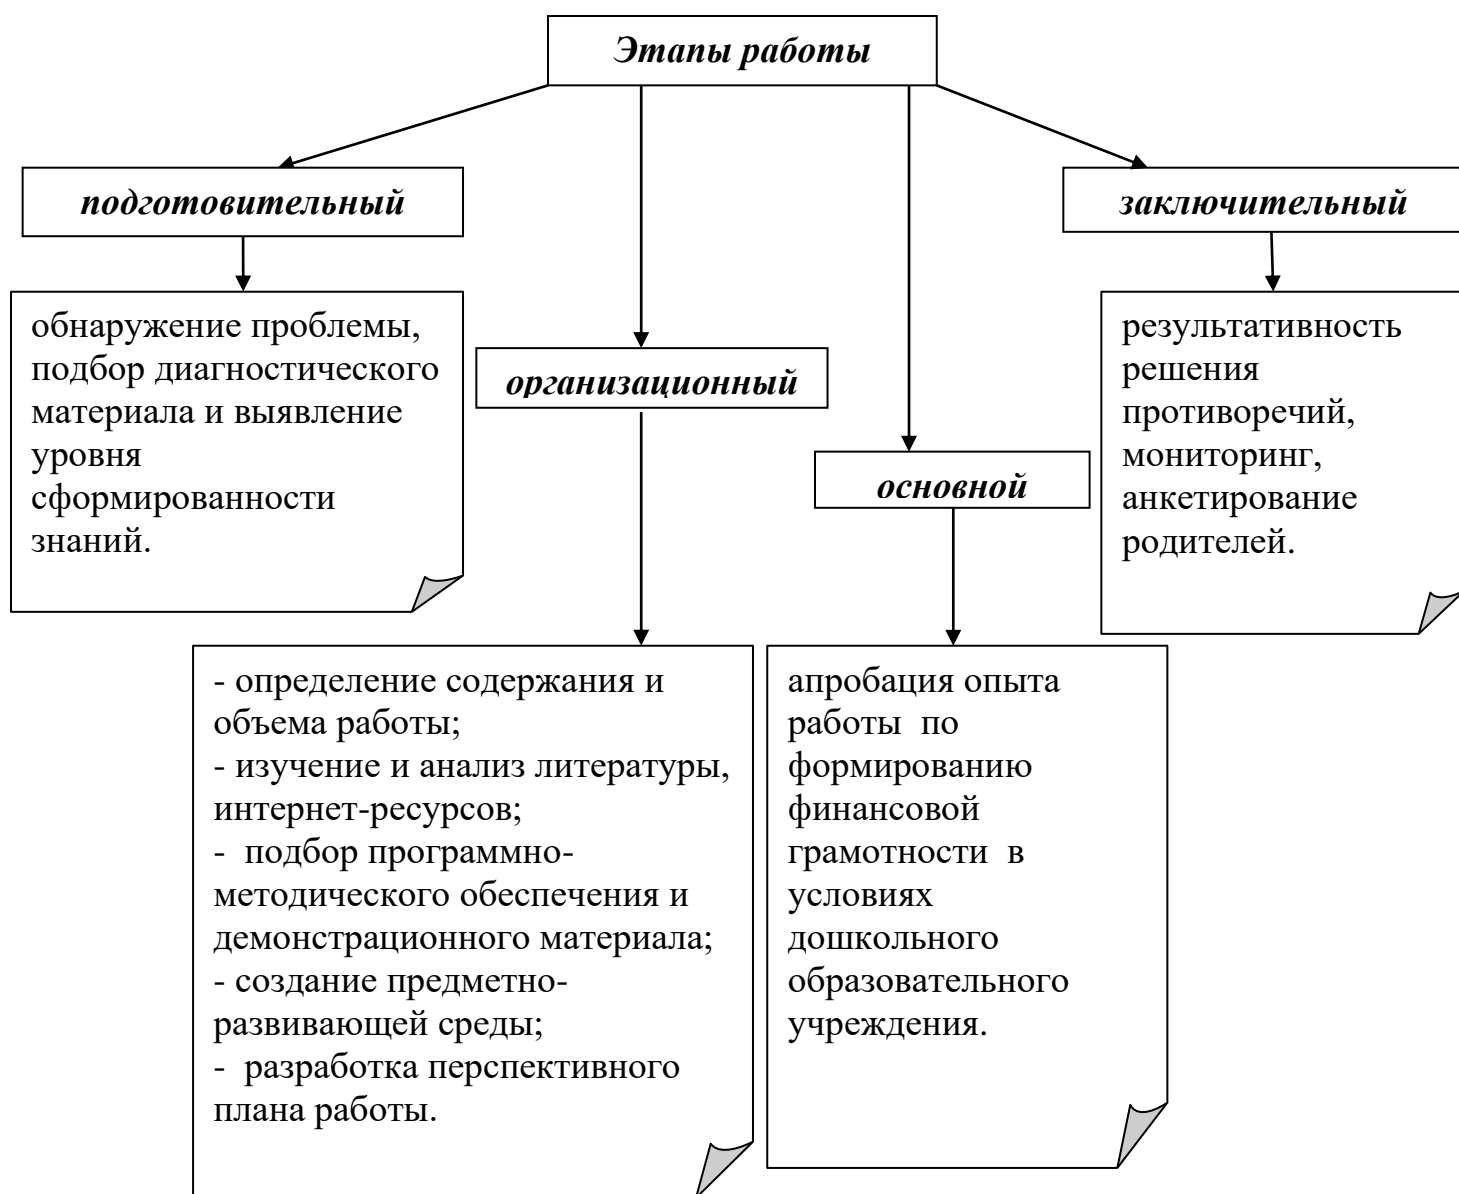 Этапы работы
подготовительный
заключительный
обнаружение проблемы,
подбор диагностического
материала и выявление
уровня
сформированности
знаний.
организационный
основной
результативность
решения
противоречий,
мониторинг,
анкетирование
родителей.
- определение содержания и
объема работы;
- изучение и анализ литературы,
интернет-ресурсов;
-  подбор программно-
методического обеспечения и
демонстрационного материала;
- создание предметно-
развивающей среды;
-  разработка перспективного
плана работы.
апробация опыта
работы  по
формированию
финансовой
грамотности  в
условиях
дошкольного
образовательного
учреждения.